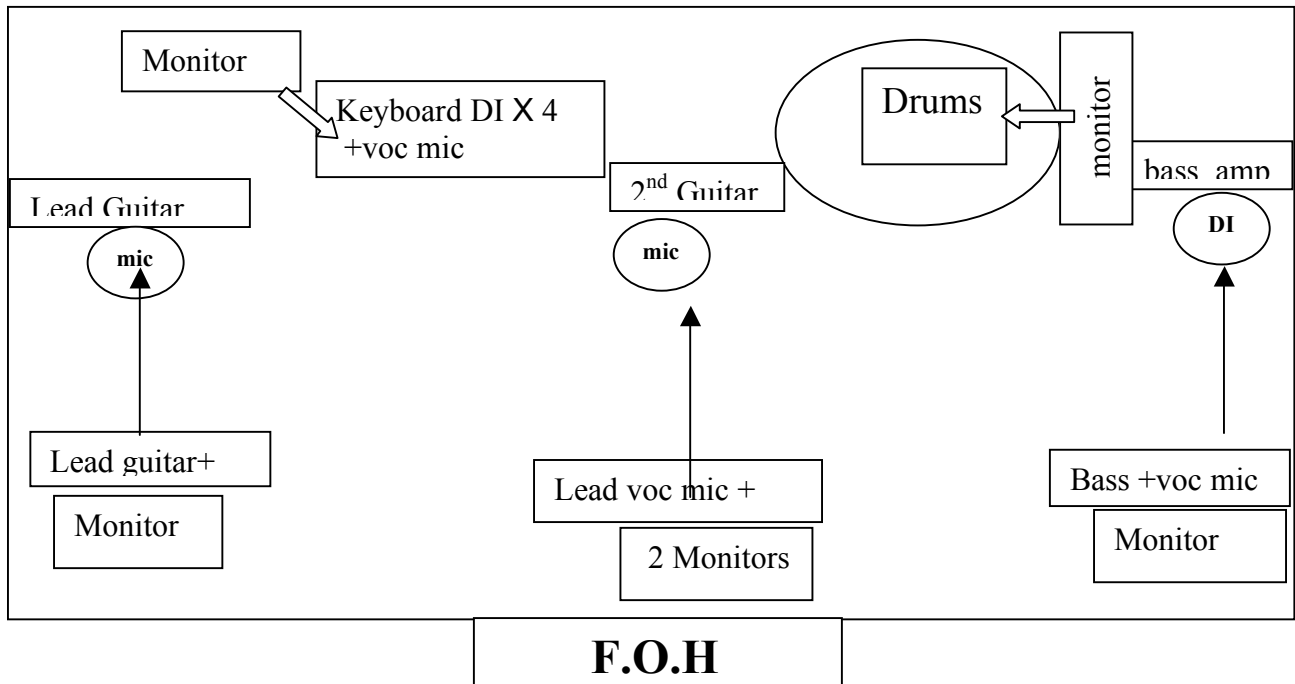 Monitor
Keyboard DI X 4
+voc mic
Drums
monitor
bass amp
Lead Guitar
2nd Guitar
mic
mic
DI
Lead guitar+
Monitor
Lead voc mic +
2 Monitors
Bass +voc mic
Monitor
F.O.H